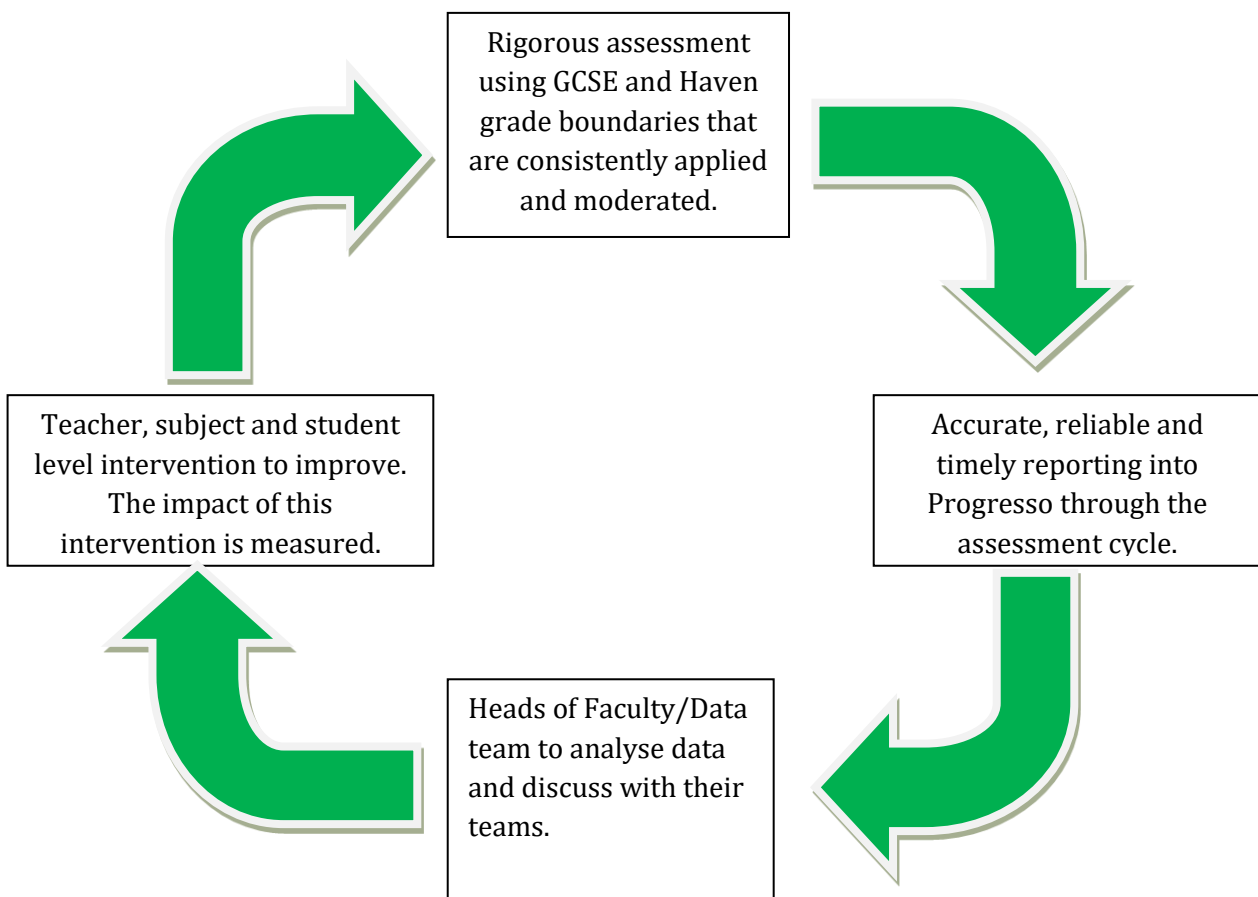 Rigorous assessment
using GCSE and Haven
grade boundaries that
are consistently applied
and moderated.
Teacher, subject and student
level intervention to improve.
The impact of this
intervention is measured.
Accurate, reliable and
timely reporting into
Progresso through the
assessment cycle.
Heads of Faculty/Data
team to analyse data
and discuss with their
teams.